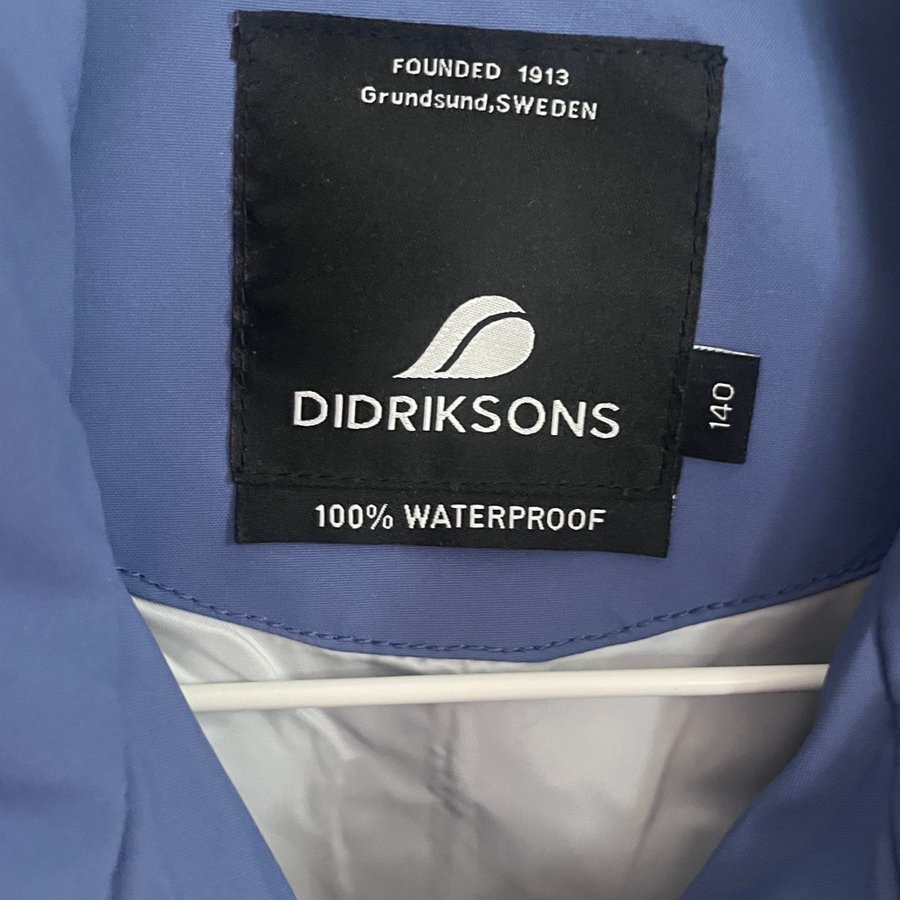 FOUNDED 1913
Grundsund,SWEDEN
DIDRIKSONS
140
100% WATERPROOF